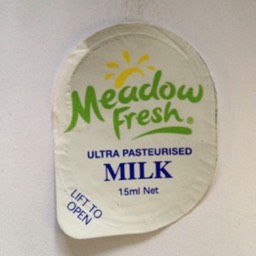 Meadow
Fresh®
ULTRA PASTEURISED
MILK
15ml Net
LIFT TO
OPEN